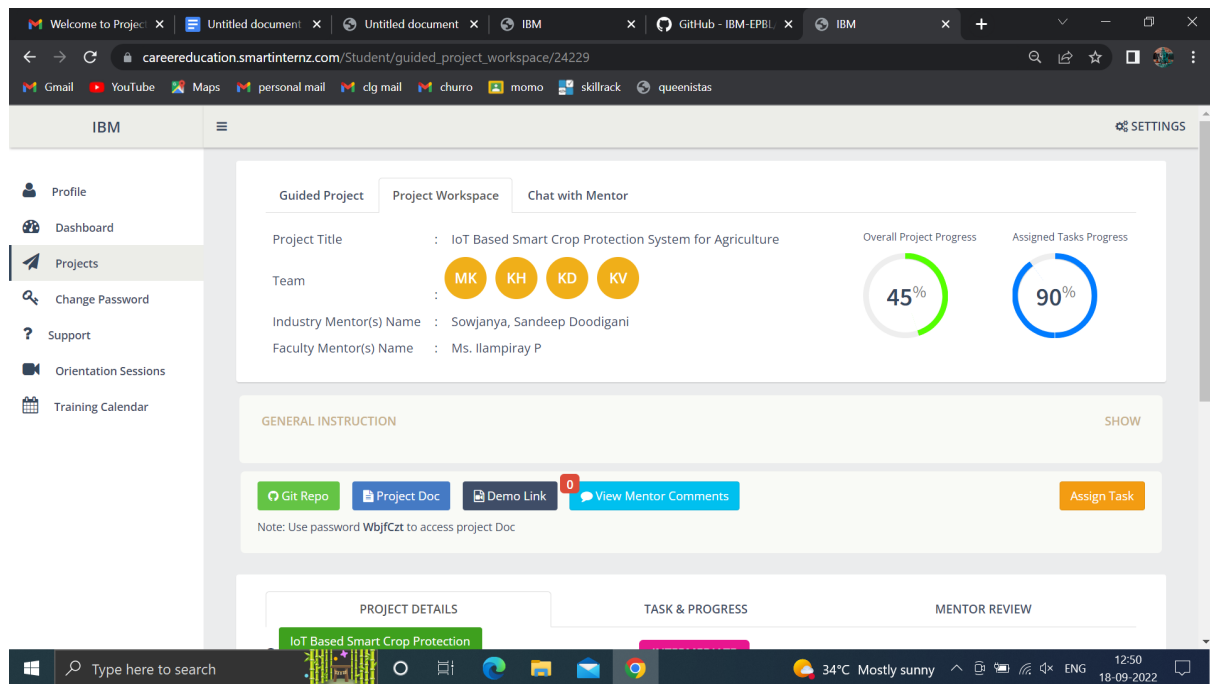 Welcome to Projec
Untitled document
Untitled document
IBM
GitHub - IBM-EPBL/
IBM
careereducation.smartinternz.com/Student/guided_project_workspace/24229
Gmail
YouTube
Maps
personal mail
clg mail
churro
momo
skillrack
queenistas
IBM
SETTINGS
Profile
Dashboard
Projects
Change Password
Support
Orientation Sessions
Training Calendar
Guided Project
Project Workspace
Chat with Mentor
Project Title : IoT Based Smart Crop Protection System for Agriculture
Team : MK KH KD KV
Industry Mentor(s) Name : Sowjanya, Sandeep Doodigani
Faculty Mentor(s) Name : Ms. Ilampiray P
Overall Project Progress
45%
Assigned Tasks Progress
90%
GENERAL INSTRUCTION
SHOW
Git Repo
Project Doc
Demo Link
0
View Mentor Comments
Assign Task
Note: Use password WbjfCzt to access project Doc
PROJECT DETAILS
TASK & PROGRESS
MENTOR REVIEW
IoT Based Smart Crop Protection
Type here to search
34°C Mostly sunny
ENG
12:50
18-09-2022